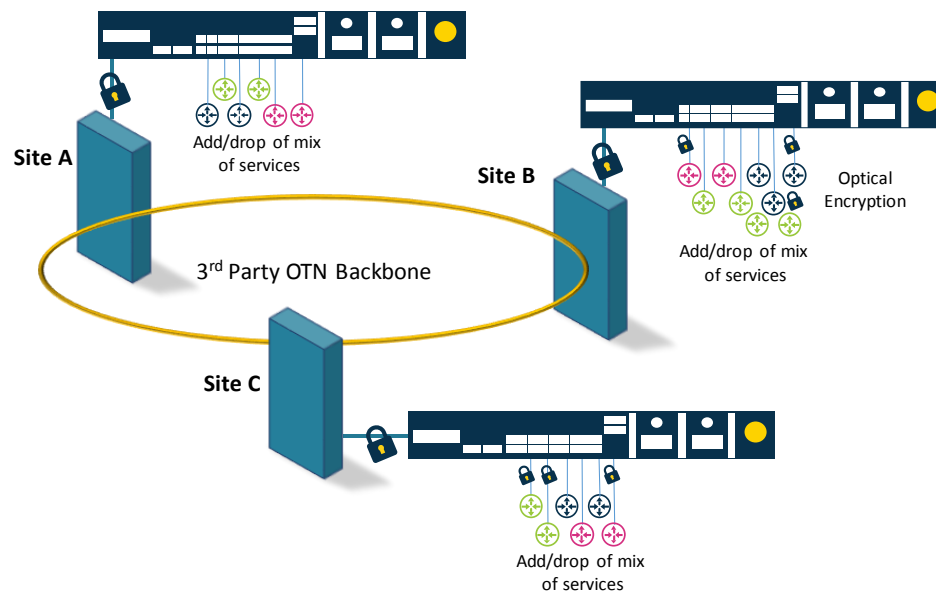 Site A
Add/drop of mix
of services
Site B
Optical
Encryption
Add/drop of mix
of services
3rd Party OTN Backbone
Site C
Add/drop of mix
of services